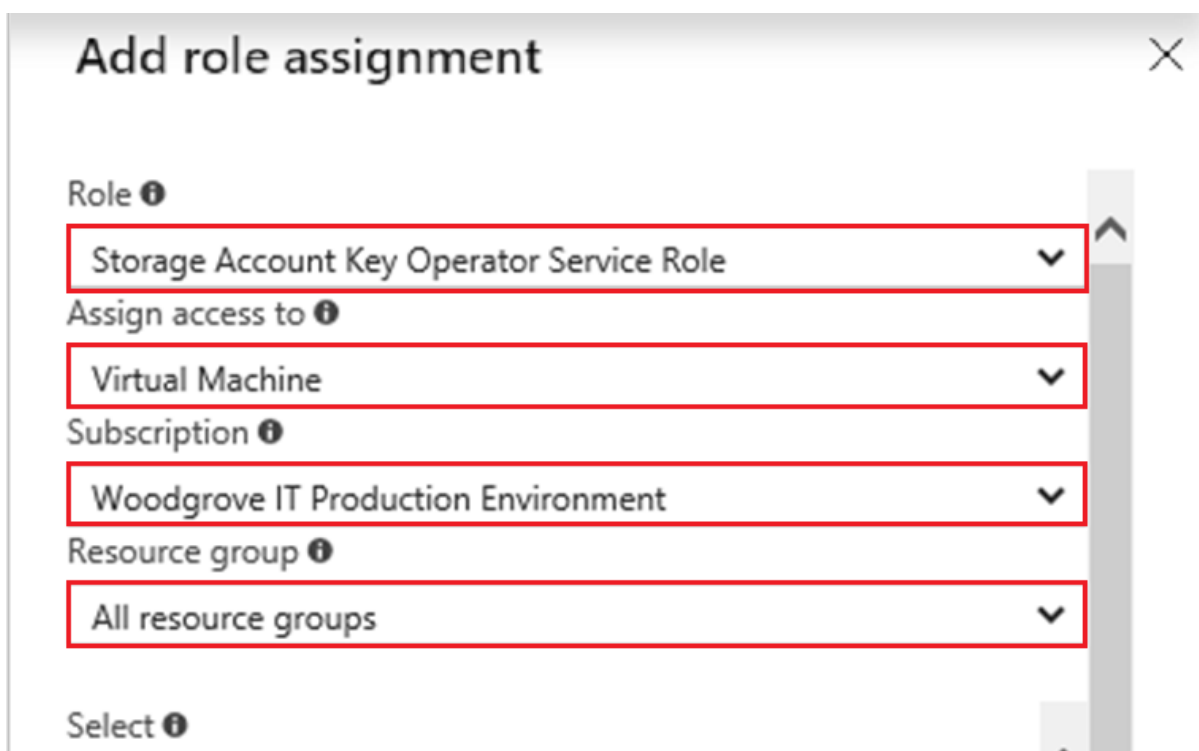 Add role assignment
Role
Storage Account Key Operator Service Role
Assign access to
Virtual Machine
Subscription
Woodgrove IT Production Environment
Resource group
All resource groups
Select